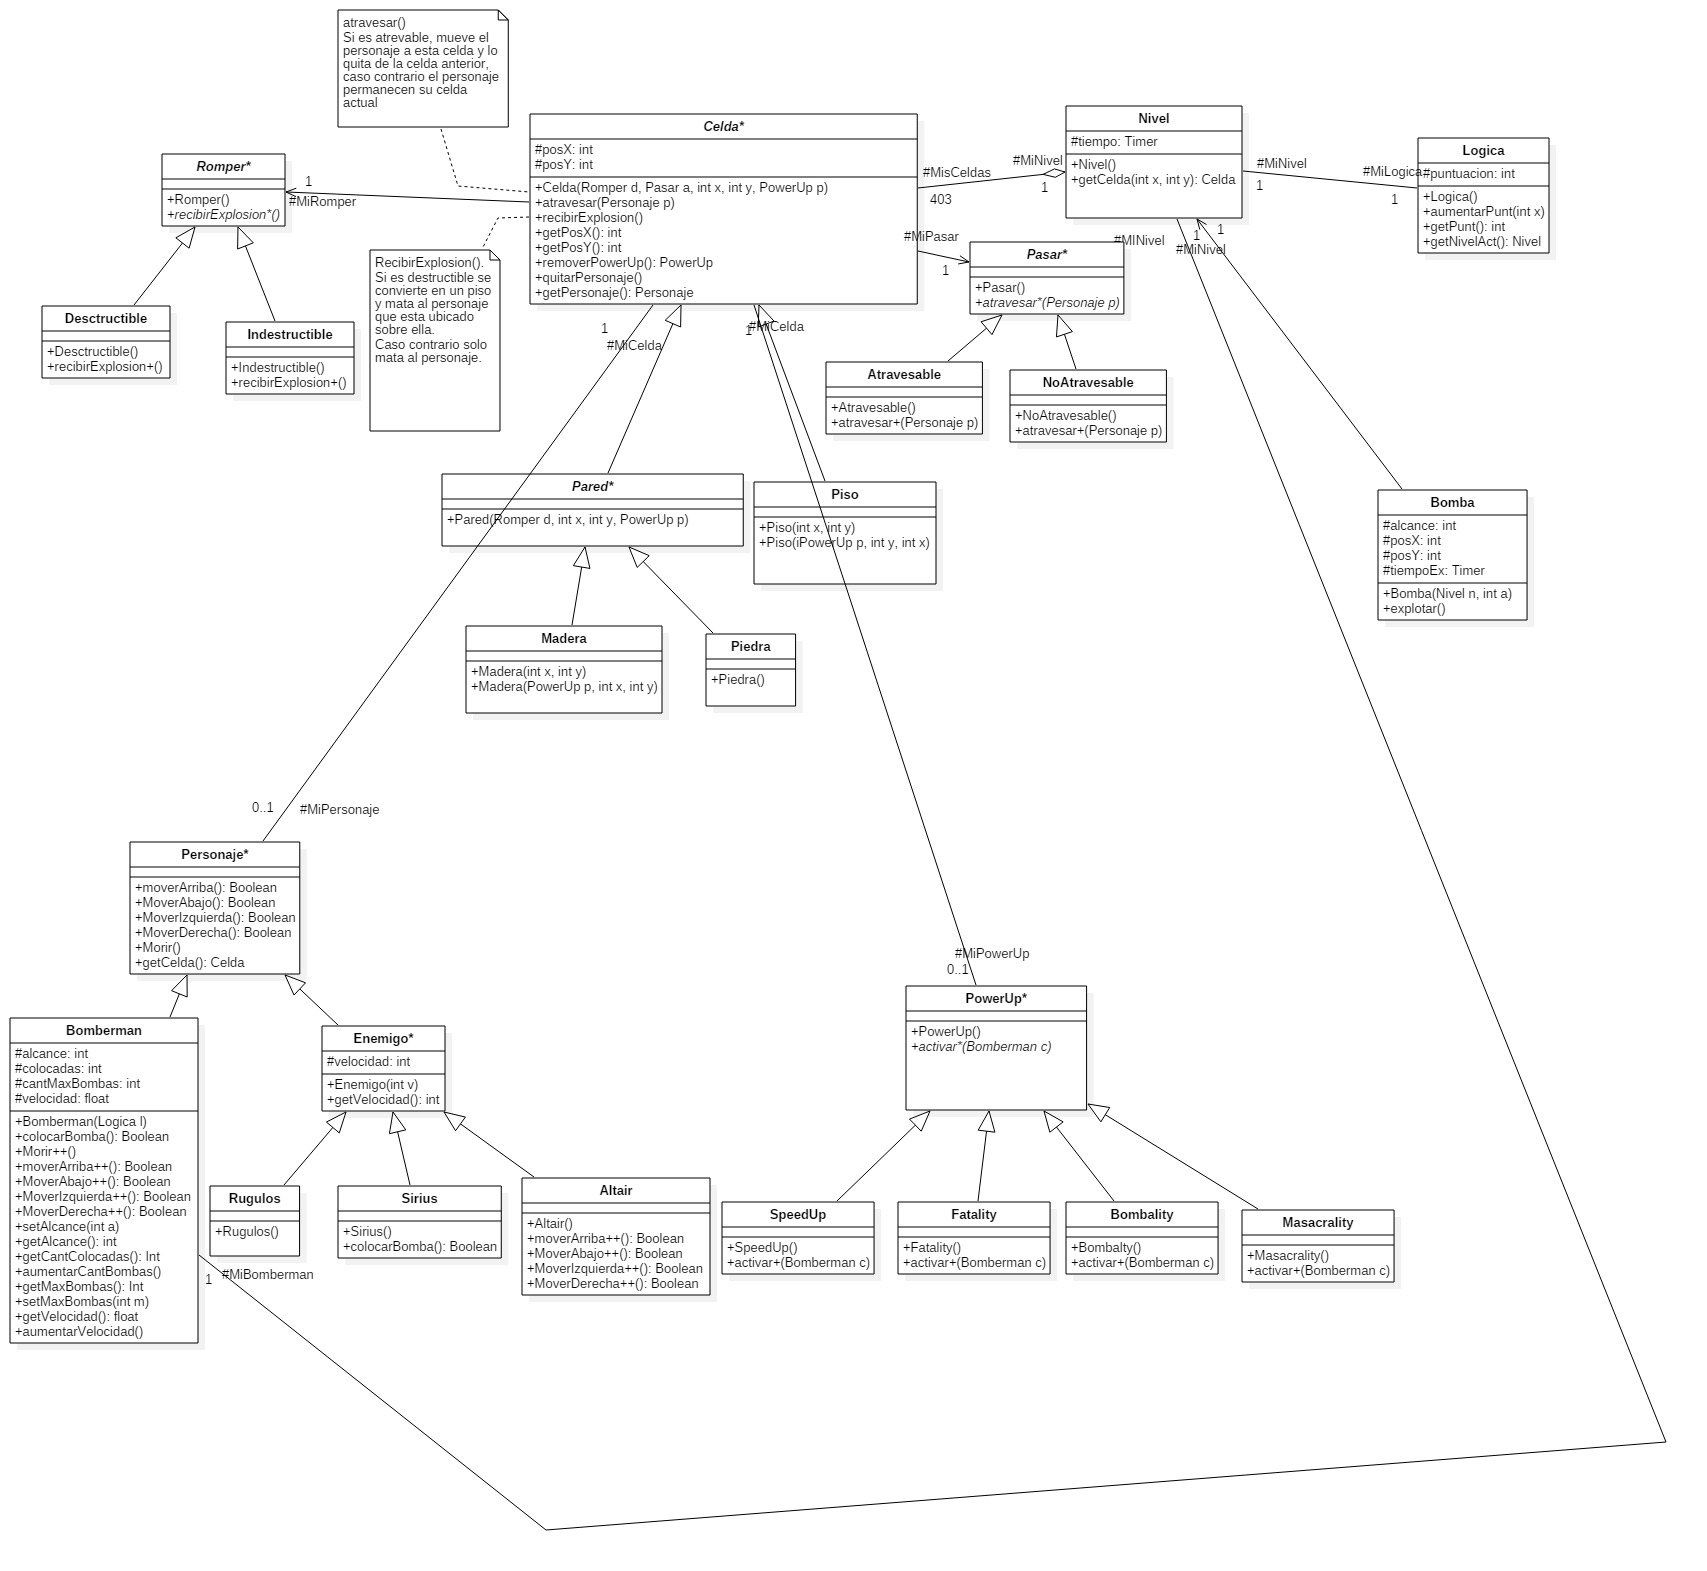 atravesar()
Si es atrevable, mueve el
personaje a esta celda y lo
quita de la celda anterior,
caso contrario el personaje
permanecen su celda
actual
Celda*
#posX: int
#posY: int
+Celda(Romper d, Pasar a, int x, int y, PowerUp p)
+atravesar(Personaje p)
+recibirExplosion()
+getPosX(): int
+getPosY(): int
+removerPowerUp(): PowerUp
+quitarPersonaje()
+getPersonaje: Personaje
Nivel
#tiempo: Timer
+Nivel()
+getCelda(int x, int y): Celda
Logica
#puntuacion: int
+Logica()
+aumentarPunt(int x)
+getPunt(): int
+getNivelAct(): Nivel
#MisCeldas
403
#MiNivel
1
#MiNivel
1
#MiLogica
1
Romper*
+Romper()
+recibirExplosion*()
1
#MiRomper
#MiPasar
1
Pasar*
+Pasar()
+atravesar*(Personaje p)
#MINivel
1
#MiNivel
1
Desctructible
+Desctructible()
+recibirExplosion+()
Indestructible
+Indestructible()
+recibirExplosion+()
RecibirExplosion().
Si es destructible se
convierte en un piso
y mata al personaje
que esta ubicado
sobre ella.
Caso contrario solo
mata al personaje.
1
#MiCelda
1
#MiCelda
Atravesable
+Atravesable()
+atravesar+(Personaje p)
NoAtravesable
+NoAtravesable()
+atravesar+(Personaje p)
Pared*
+Pared(Romper d, int x, int y, PowerUp p)
Piso
+Piso(int x, int y)
+Piso(iPowerUp p, int y, int x)
Bomba
#alcance: int
#posX: int
#posY: int
#tiempoEx: Timer
+Bomba(Nivel n, int a)
+explotar()
Madera
+Madera(int x, int y)
+Madera(PowerUp p, int x, int y)
Piedra
+Piedra()
0..1
#MiPersonaje
Personaje*
+moverArriba(): Boolean
+MoverAbajo(): Boolean
+MoverIzquierda(): Boolean
+MoverDerecha(): Boolean
+Morir()
+getCelda(): Celda
#MiPowerUp
0..1
PowerUp*
+PowerUp()
+activar*(Bomberman c)
Bomberman
#alcance: int
#colocadas: int
#cantMaxBombas: int
#velocidad: float
+Bomberman(Logica l)
+colocarBomba(): Boolean
+Morir++()
+moverArriba++(): Boolean
+MoverAbajo++(): Boolean
+MoverIzquierda++(): Boolean
+MoverDerecha++(): Boolean
+setAlcance(int a)
+getAlcance(): int
+getCantColocadas(): Int
+aumentarCantBombas()
+getMaxBombas(): Int
+setMaxBombas(int m)
+getVelocidad(): float
+aumentarVelocidad()
1
#MiBomberman
Enemigo*
#velocidad: int
+Enemigo(int v)
+getVelocidad(): int
Rugulos
+Rugulos()
Sirius
+Sirius()
+colocarBomba(): Boolean
Altair
+Altair()
+moverArriba++(): Boolean
+MoverAbajo++(): Boolean
+MoverIzquierda++(): Boolean
+MoverDerecha++(): Boolean
SpeedUp
+SpeedUp()
+activar+(Bomberman c)
Fatality
+Fatality()
+activar+(Bomberman c)
Bombality
+Bombalty()
+activar+(Bomberman c)
Masacrality
+Masacrality()
+activar+(Bomberman c)